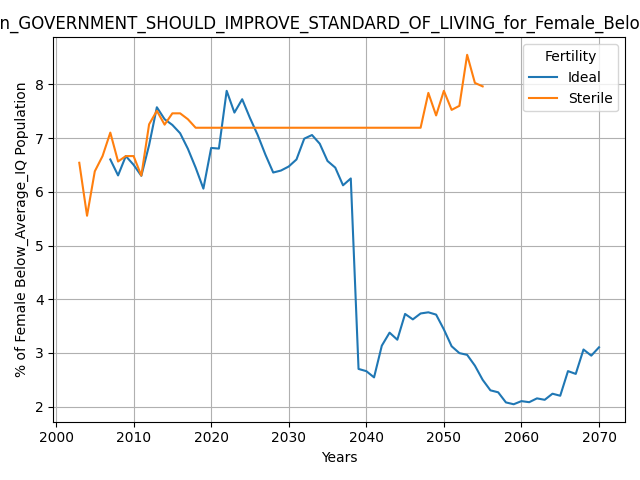 n_GOVERNMENT_SHOULD_IMPROVE_STANDARD_OF_LIVING_for_Female_Belo
Fertility
Ideal
Sterile
% of Female Below_Average_IQ Population
8
7
6
5
4
3
2
2000 2010 2020 2030 2040 2050 2060 2070
Years